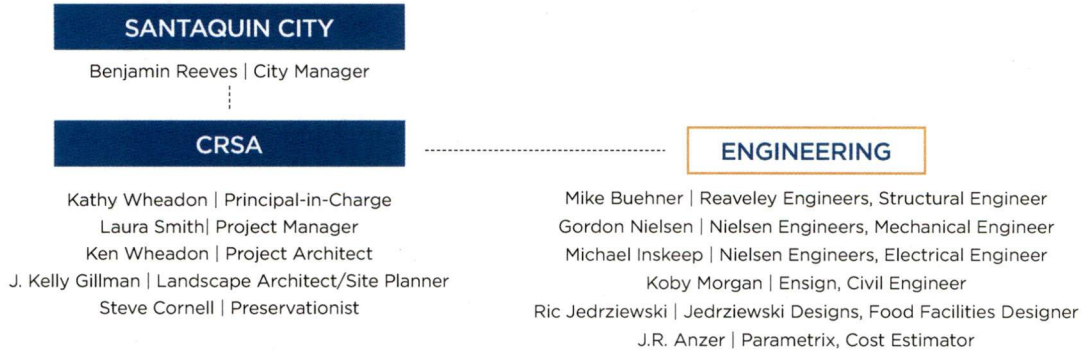 SANTAQUIN CITY
Benjamin Reeves | City Manager
CRSA
Kathy Wheadon | Principal-in-Charge
Laura Smith| Project Manager
Ken Wheadon | Project Architect
J. Kelly Gillman | Landscape Architect/Site Planner
Steve Cornell | Preservationist
ENGINEERING
Mike Buehner | Reaveley Engineers, Structural Engineer
Gordon Nielsen | Nielsen Engineers, Mechanical Engineer
Michael Inskeep | Nielsen Engineers, Electrical Engineer
Koby Morgan | Ensign, Civil Engineer
Ric Jedrziewski | Jedrziewski Designs, Food Facilities Designer
J.R. Anzer | Parametrix, Cost Estimator